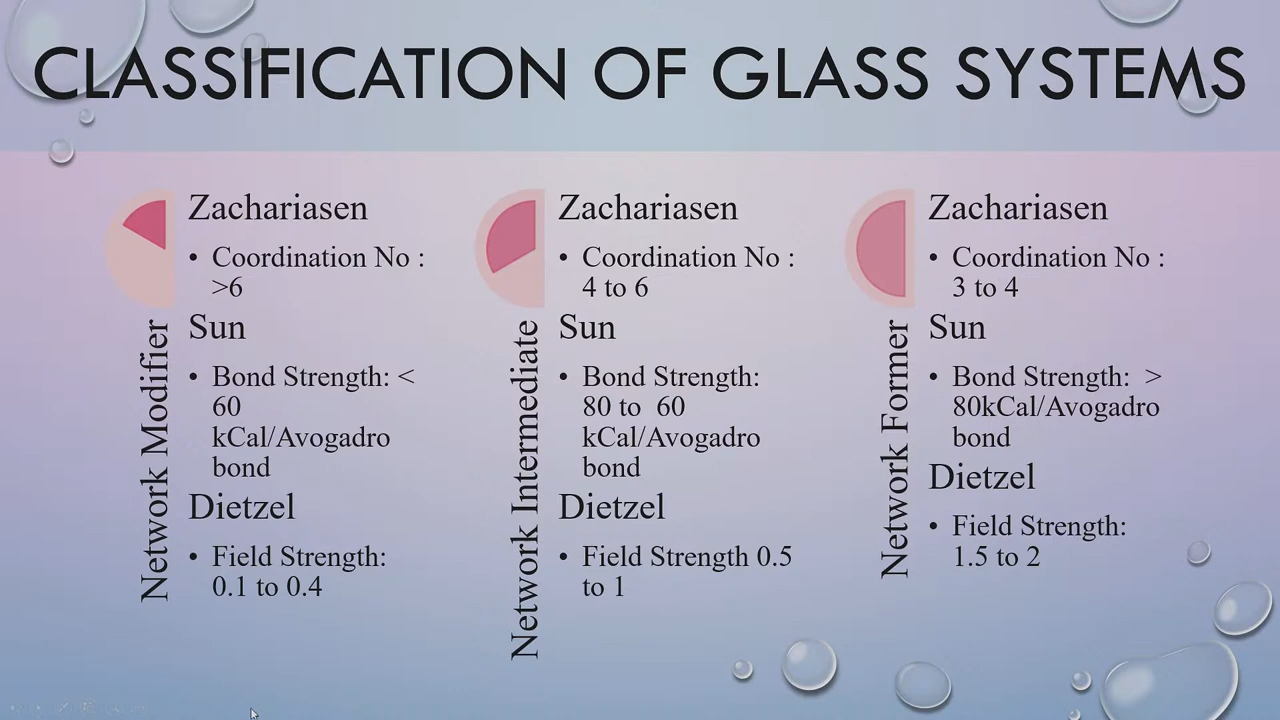 CLASSIFICATION OF GLASS SYSTEMS
Network Modifier
Zachariasen
• Coordination No :
>6
Sun
• Bond Strength: <
60
kCal/Avogadro
bond
Dietzel
• Field Strength:
0.1 to 0.4
Network Intermediate
Zachariasen
• Coordination No :
4 to 6
Sun
• Bond Strength:
80 to 60
kCal/Avogadro
bond
Dietzel
• Field Strength 0.5
to 1
Network Former
Zachariasen
• Coordination No :
3 to 4
Sun
• Bond Strength: >
80kCal/Avogadro
bond
Dietzel
• Field Strength:
1.5 to 2